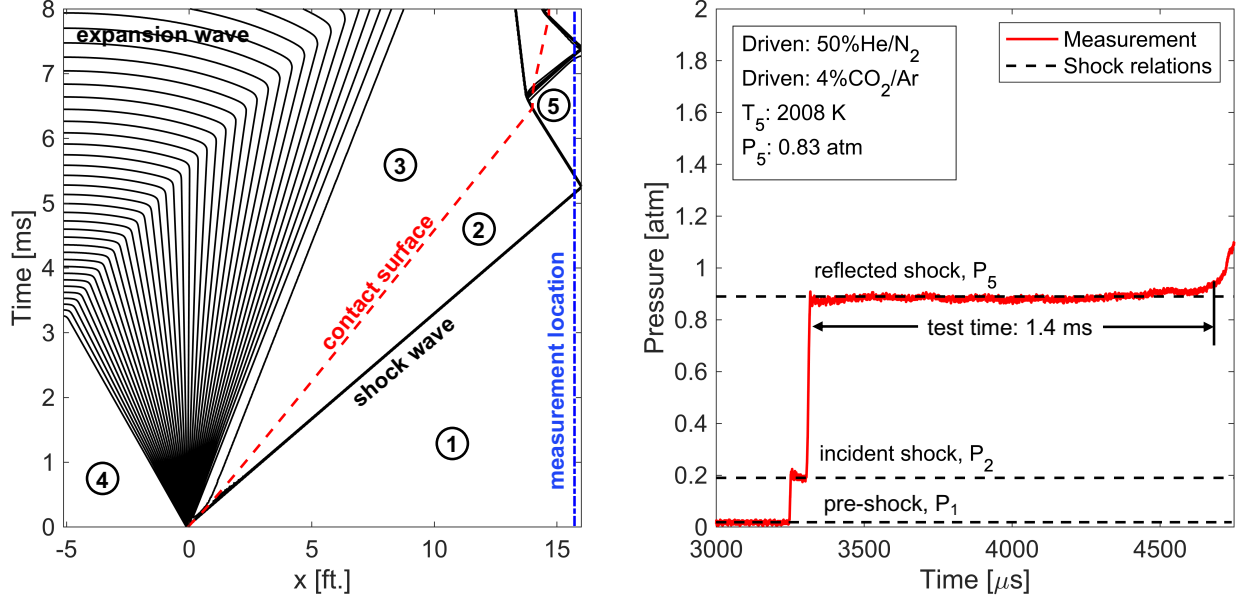 8
7
6
5
4
3
2
1
0
Time [ms]
-5
0
5
10
15
x [ft.]
expansion wave
contact surface
shock wave
measurement location
5
3
2
1
4
2
1.8
1.6
1.4
1.2
1
0.8
0.6
0.4
0.2
0
Pressure [atm]
3000
3500
4000
4500
Time [μs]
Driven: 50%He/N₂
Driven: 4%CO₂/Ar
T₅: 2008 K
P₅: 0.83 atm
Measurement
Shock relations
reflected shock, P₅
test time: 1.4 ms
incident shock, P₂
pre-shock, P₁